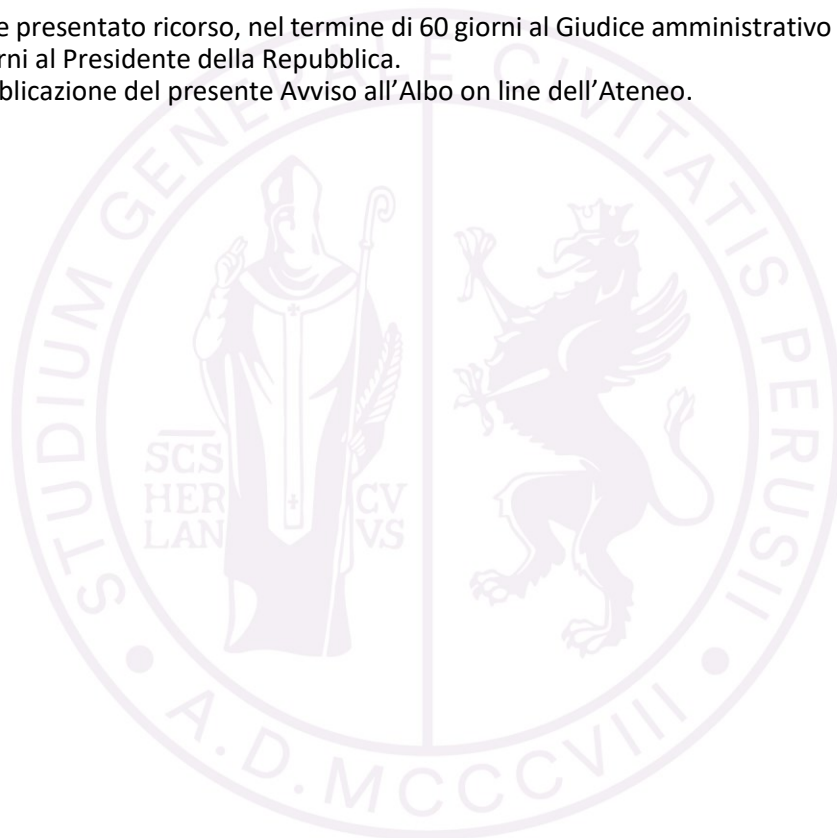 e presentato ricorso, nel termine di 60 giorni al Giudice amministrativo
rni al Presidente della Repubblica.
blicazione del presente Avviso all’Albo on line dell’Ateneo.
STUDIUM GENERALE CIVITATIS PERUSII
SCS
HER
LAN
CV
VS
A.D. MCCCVIII